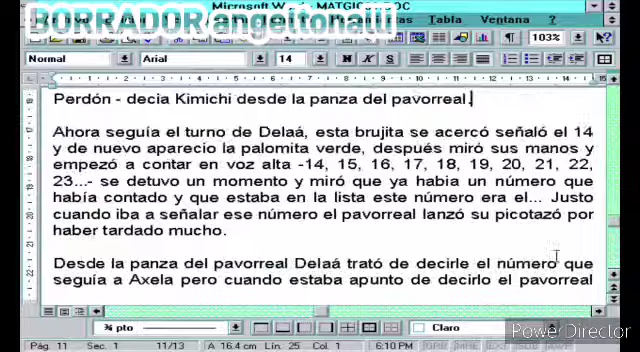 Microsoft Word - MATGICO.DOC
BORRADOR angeltonatiu
Herramientas Tabla Ventana ?
103%
Normal Arial 14 N K S
Perdón - decia Kimichi desde la panza del pavorreal.
Ahora seguía el turno de Delaá, esta brujita se acercó señaló el 14
y de nuevo aparecio la palomita verde, después miró sus manos y
empezó a contar en voz alta -14, 15, 16, 17, 18, 19, 20, 21, 22,
23...- se detuvo un momento y miró que ya habia un número que
había contado y que estaba en la lista este número era el... Justo
cuando iba a señalar ese número el pavorreal lanzó su picotazó por
haber tardado mucho.
Desde la panza del pavorreal Delaá trató de decirle el número que
seguía a Axela pero cuando estaba apunto de decirlo el pavorreal
¾ pto Claro
PowerDirector
Pág. 11 Sec. 1 11/13 A 16.4 cm Lín. 25 Col. 1 6:10 PM GRB MAE EXT SOB